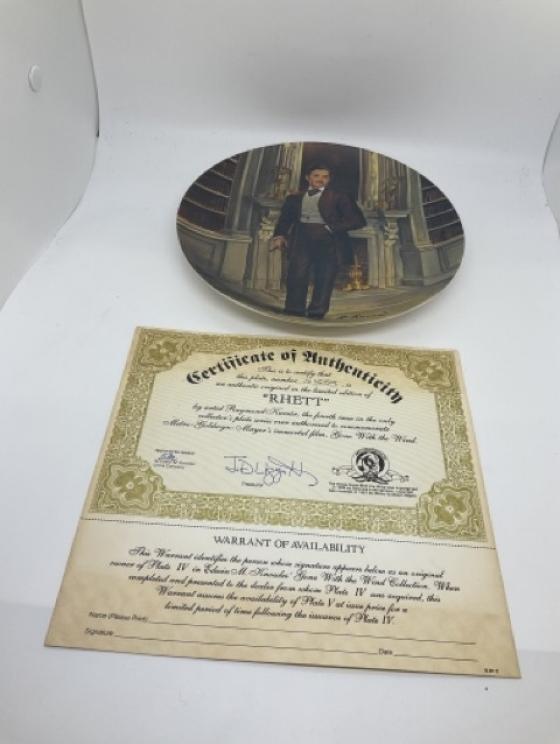 Certificate of Authenticity
This is to certify that
this plate, number is
an authentic original in the limited edition of
"RHETT"
by artist Raymond Kursár, the fourth issue in the only
collector's plate series ever authorized to commemorate
Metro-Goldwyn-Mayer's immortal film, Gone With the Wind.
WARRANT OF AVAILABILITY
This Warrant identifies the person whose signature appears below as an original
owner of Plate IV in Edwin M. Knowles' Gone With the Wind Collection. When
completed and presented to the dealer from whom Plate IV was acquired, this
Warrant assures the availability of Plate V at issue price for a
limited period of time following the issuance of Plate IV.
Name (Please Print)
Signature
Date